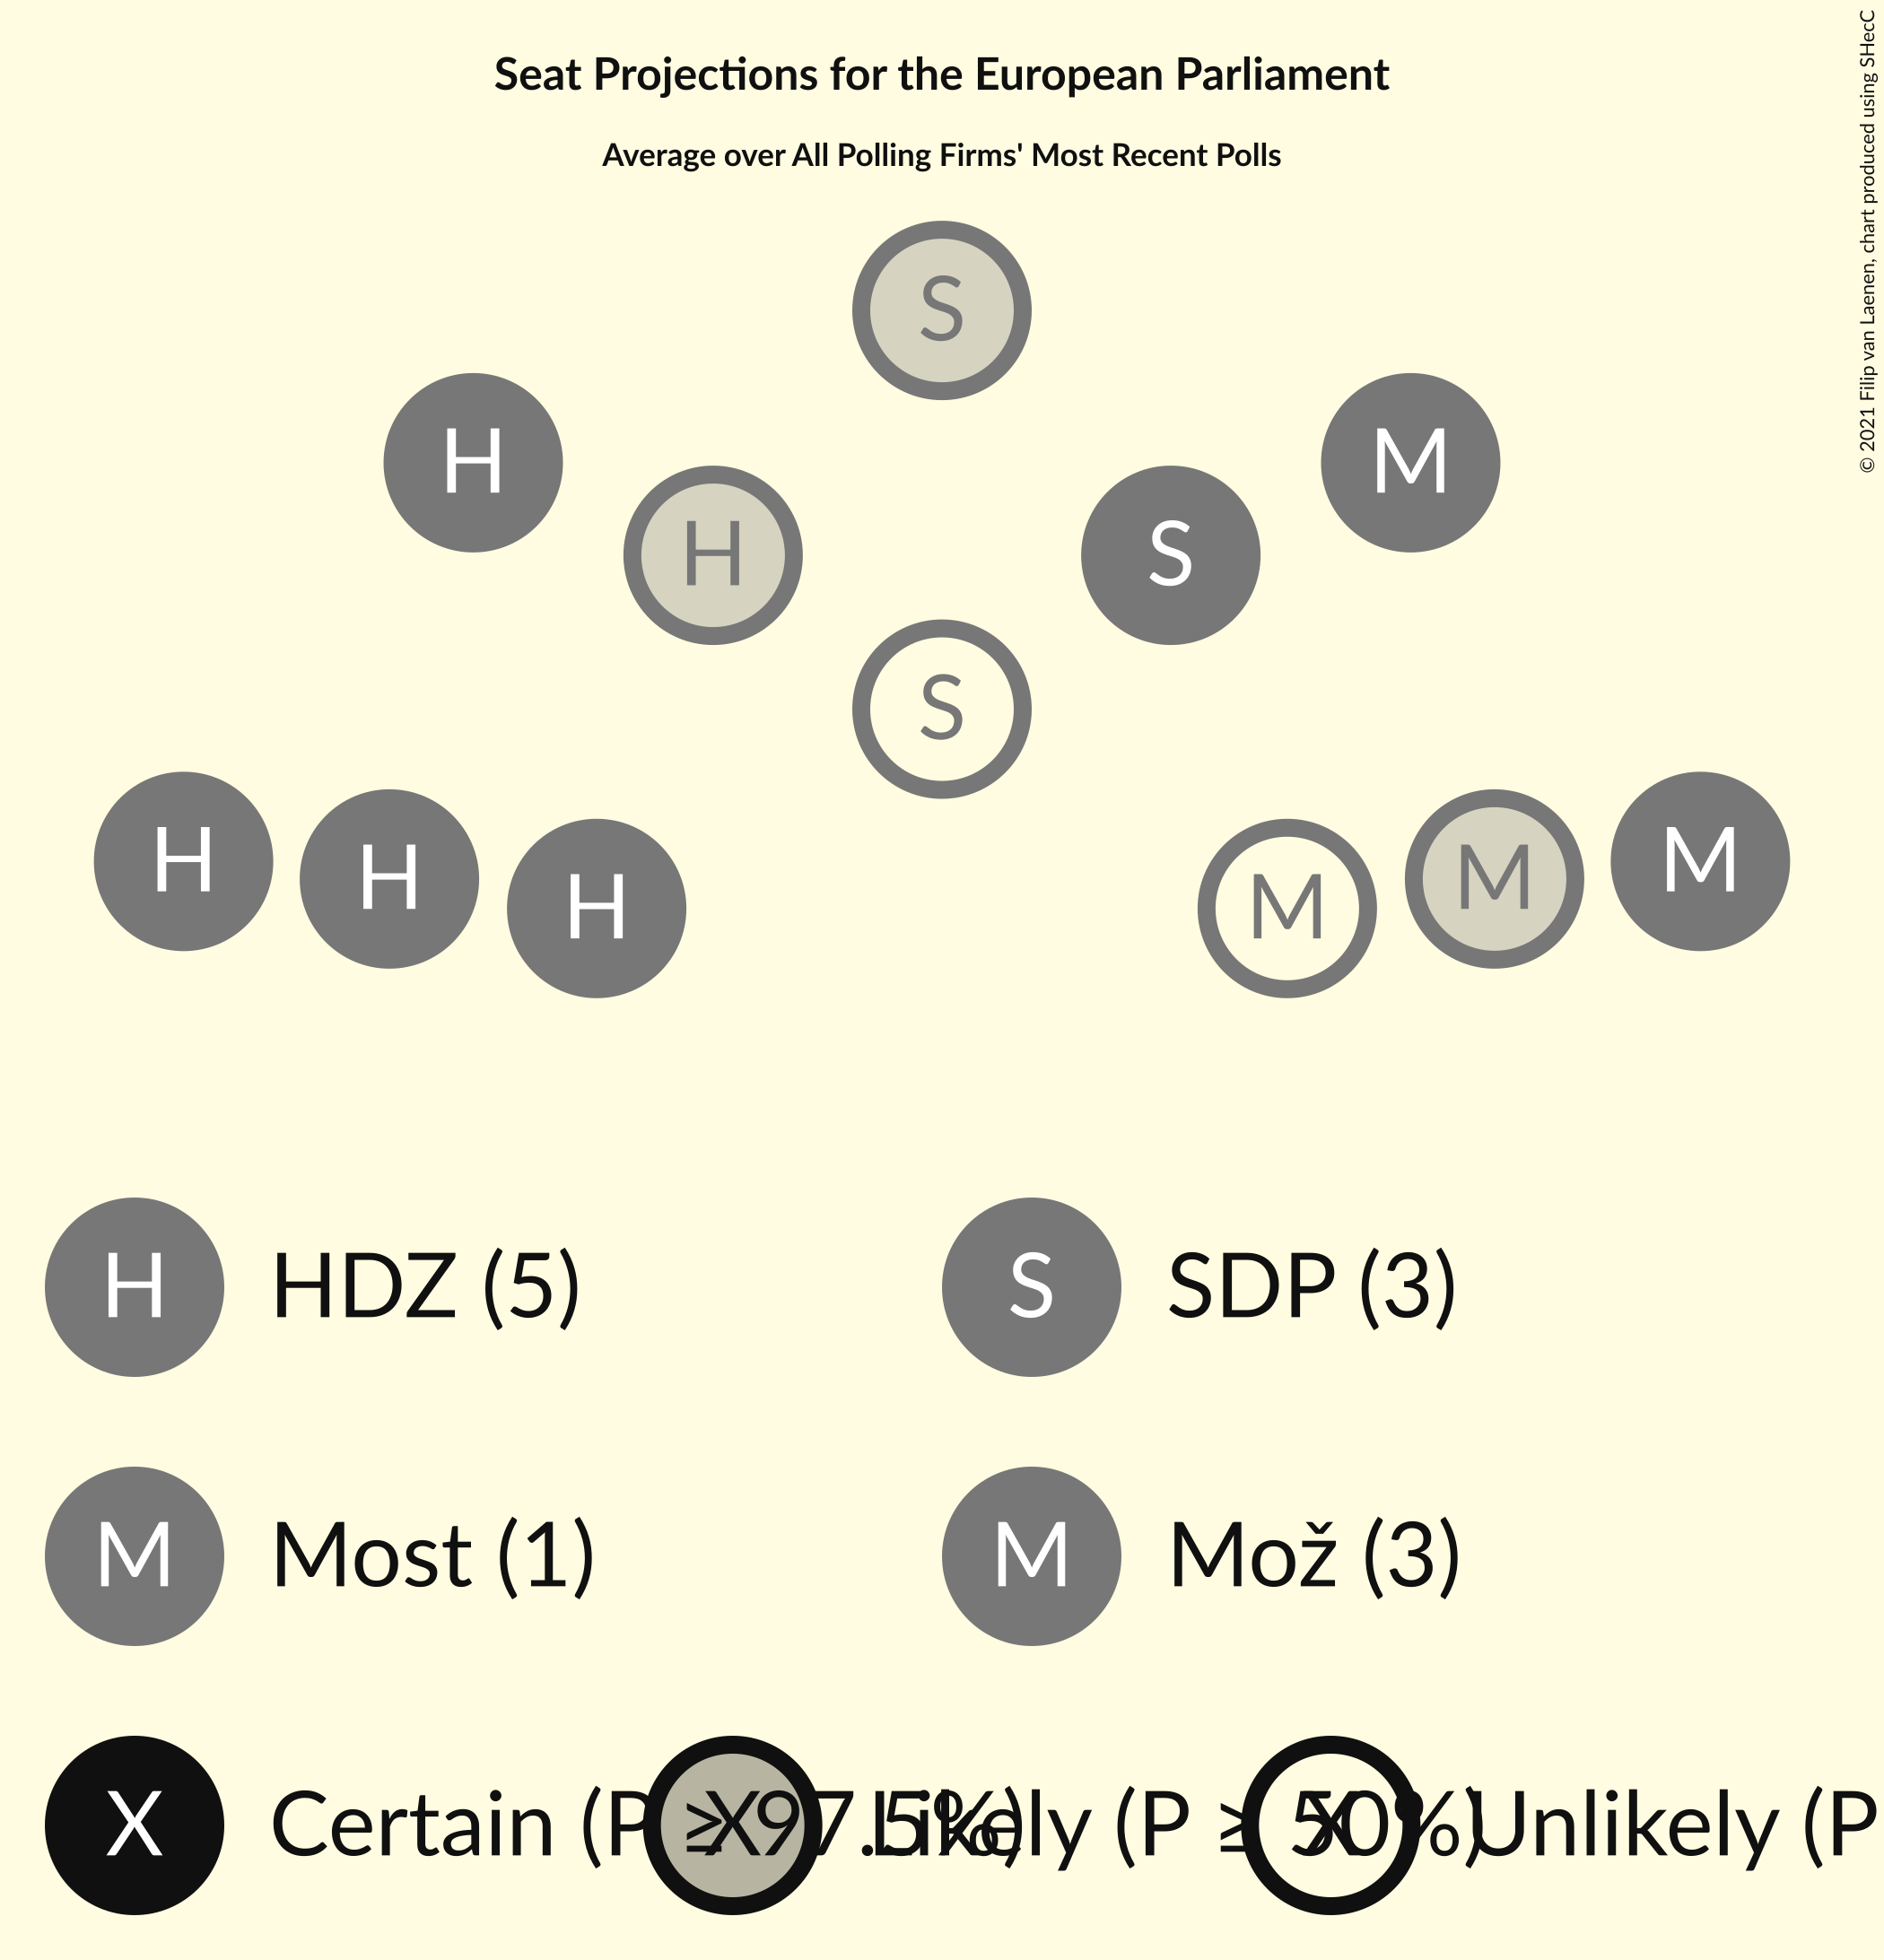 Seat Projections for the European Parliament
Average over All Polling Firms' Most Recent Polls
© 2021 Filip van Laenen, chart produced using SHecC
S
H M
H S
S
H H H M M M
H HDZ (5) S SDP (3)
M Most (1) M Mož (3)
X Certain (P ≥ 97.5%) X Likely (P ≥ 50%) X Unlikely (P